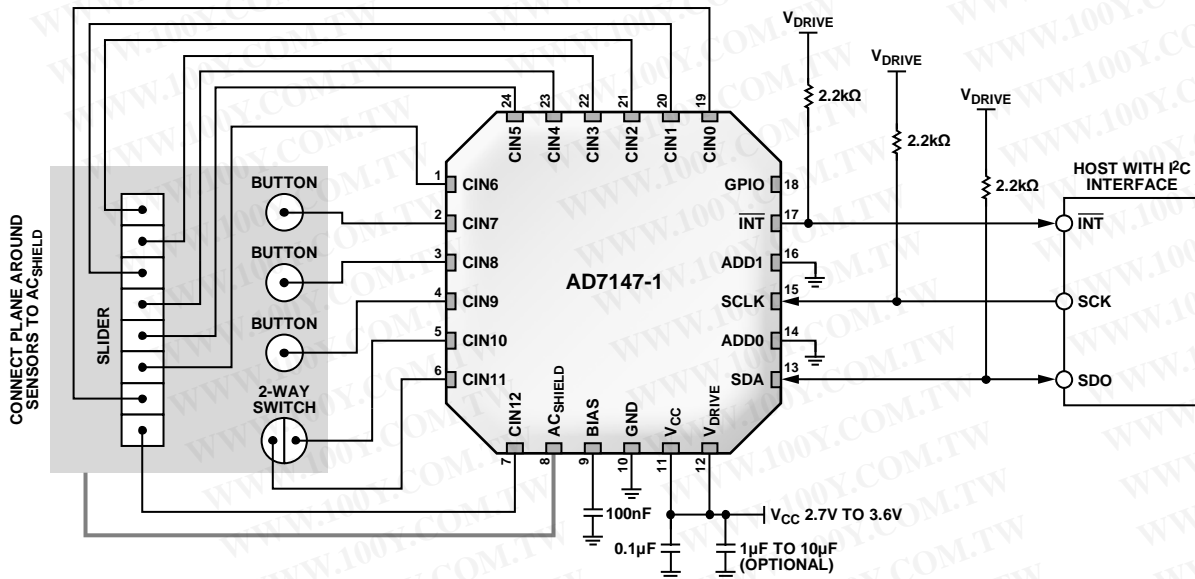 V_DRIVE
V_DRIVE
V_DRIVE
2.2kΩ
2.2kΩ
2.2kΩ
24 23 22 21 20 19
CIN5 CIN4 CIN3 CIN2 CIN1 CIN0
CONNECT PLANE AROUND
SENSORS TO AC_SHIELD
SLIDER
BUTTON
BUTTON
BUTTON
2-WAY
SWITCH
1 CIN6
2 CIN7
3 CIN8
4 CIN9
5 CIN10
6 CIN11
AD7147-1
GPIO 18
INT 17
ADD1 16
SCLK 15
ADD0 14
SDA 13
CIN12 AC_SHIELD BIAS GND V_CC V_DRIVE
7 8 9 10 11 12
HOST WITH I²C
INTERFACE
INT
SCK
SDO
100nF
0.1µF
V_CC 2.7V TO 3.6V
1µF TO 10µF
(OPTIONAL)
WWW.100Y.COM.TW